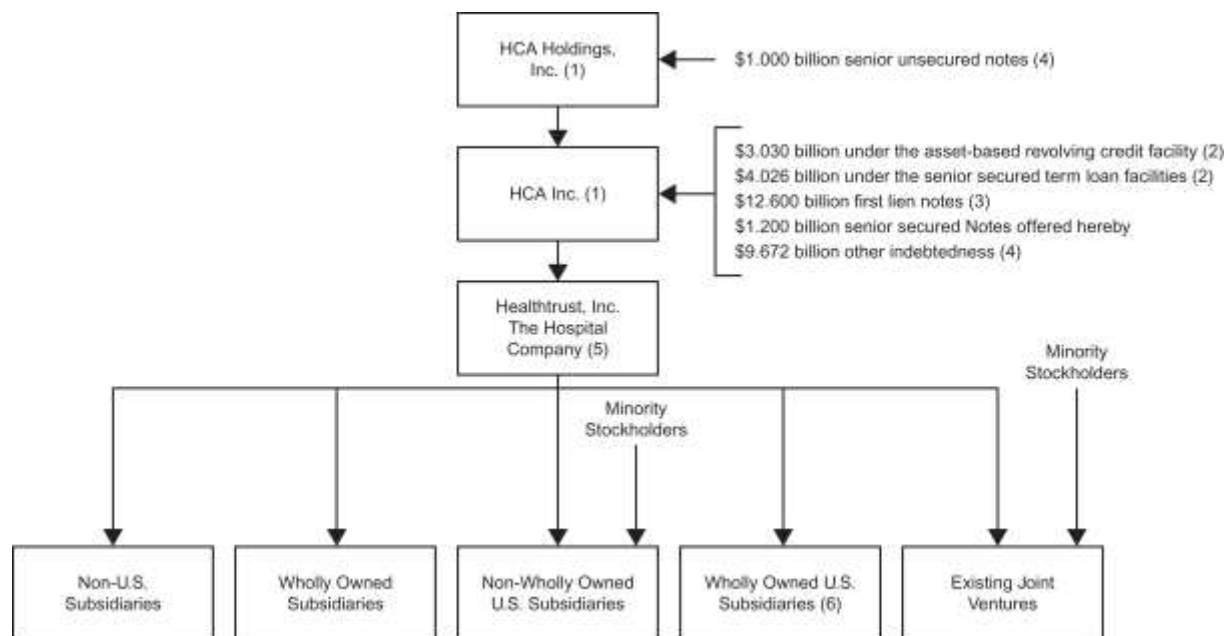 HCA Holdings,
Inc. (1)
$1.000 billion senior unsecured notes (4)
HCA Inc. (1)
$3.030 billion under the asset-based revolving credit facility (2)
$4.026 billion under the senior secured term loan facilities (2)
$12.600 billion first lien notes (3)
$1.200 billion senior secured Notes offered hereby
$9.672 billion other indebtedness (4)
Healthtrust, Inc.
The Hospital
Company (5)
Minority
Stockholders
Minority
Stockholders
Non-U.S.
Subsidiaries
Wholly Owned
Subsidiaries
Non-Wholly Owned
U.S. Subsidiaries
Wholly Owned U.S.
Subsidiaries (6)
Existing Joint
Ventures